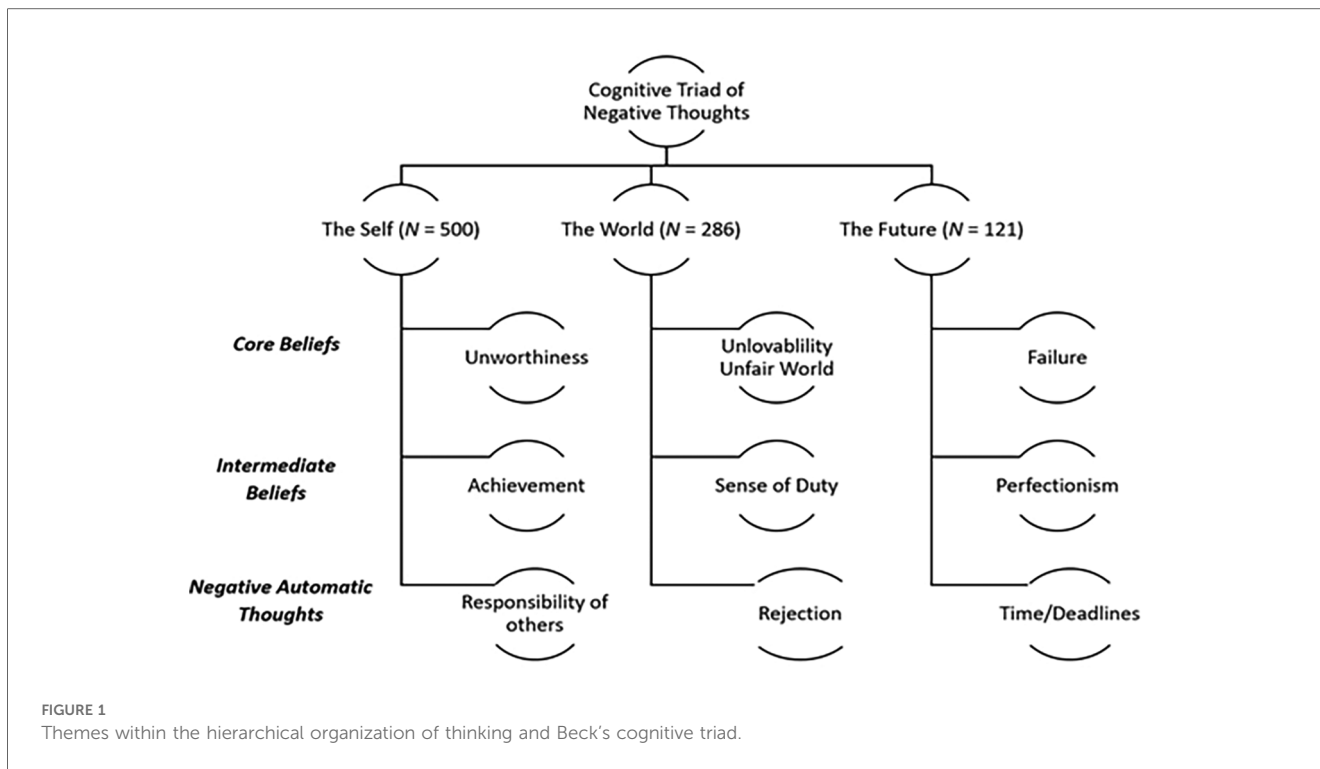 Cognitive Triad of
Negative Thoughts
The Self (N = 500)
The World (N = 286)
The Future (N = 121)
Core Beliefs
Unworthiness
Unlovablility
Unfair World
Failure
Intermediate
Beliefs
Achievement
Sense of Duty
Perfectionism
Negative Automatic
Thoughts
Responsibility of
others
Rejection
Time/Deadlines
FIGURE 1
Themes within the hierarchical organization of thinking and Beck’s cognitive triad.